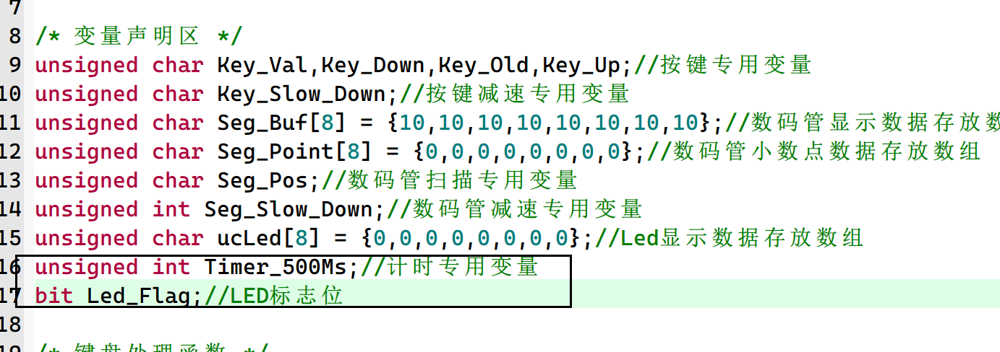 7
8 /* 变量声明区 */
9 unsigned char Key_Val,Key_Down,Key_Old,Key_Up;//按键专用变量
10 unsigned char Key_Slow_Down;//按键减速专用变量
11 unsigned char Seg_Buf[8] = {10,10,10,10,10,10,10,10};//数码管显示数据存放数
12 unsigned char Seg_Point[8] = {0,0,0,0,0,0,0,0};//数码管小数点数据存放数组
13 unsigned char Seg_Pos;//数码管扫描专用变量
14 unsigned int Seg_Slow_Down;//数码管减速专用变量
15 unsigned char ucLed[8] = {0,0,0,0,0,0,0,0};//Led显示数据存放数组
16 unsigned int Timer_500Ms;//计时专用变量
17 bit Led_Flag;//LED标志位
18
19 /* 键盘处理函数 */